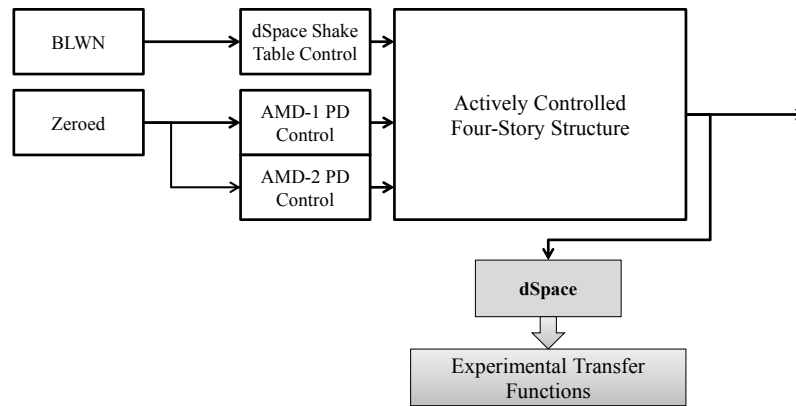 BLWN
dSpace Shake
Table Control
Zeroed
AMD-1 PD
Control
AMD-2 PD
Control
Actively Controlled
Four-Story Structure
dSpace
Experimental Transfer
Functions